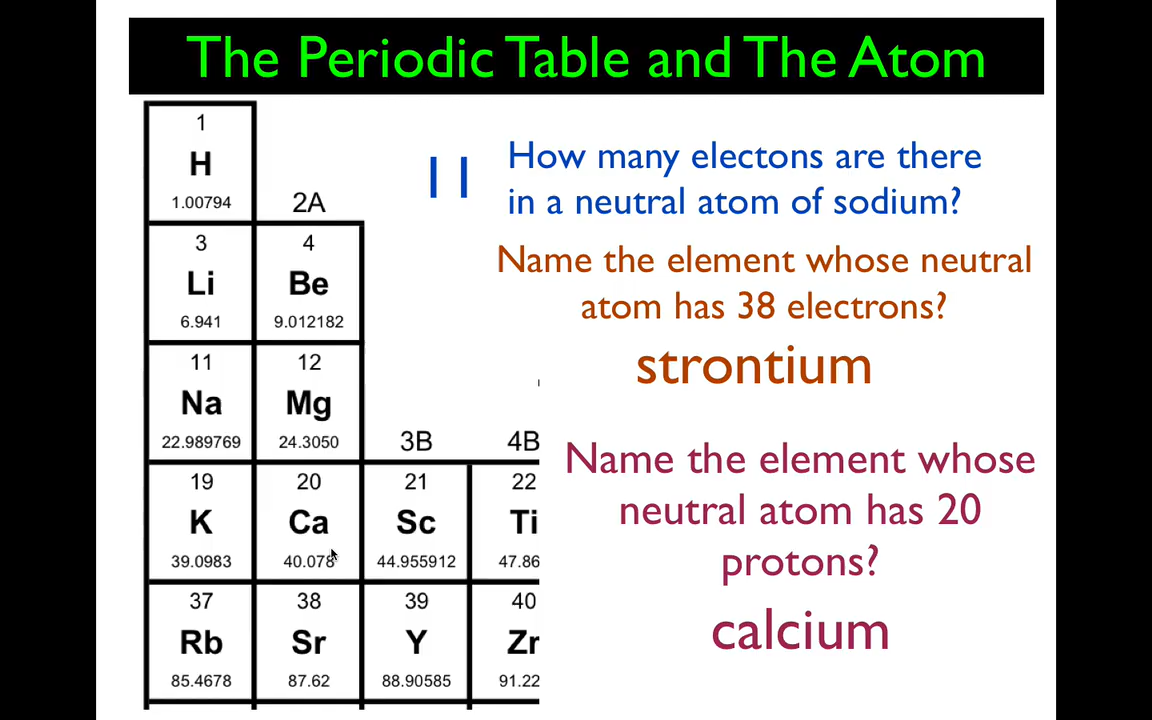 The Periodic Table and The Atom
1
H
1.00794
2A
3
Li
6.941
4
Be
9.012182
11
Na
22.989769
12
Mg
24.3050
3B
4B
19
K
39.0983
20
Ca
40.078
21
Sc
44.955912
22
Ti
47.86
37
Rb
85.4678
38
Sr
87.62
39
Y
88.90585
40
Zr
91.22
11
How many electons are there
in a neutral atom of sodium?
Name the element whose neutral
atom has 38 electrons?
strontium
Name the element whose
neutral atom has 20
protons?
calcium